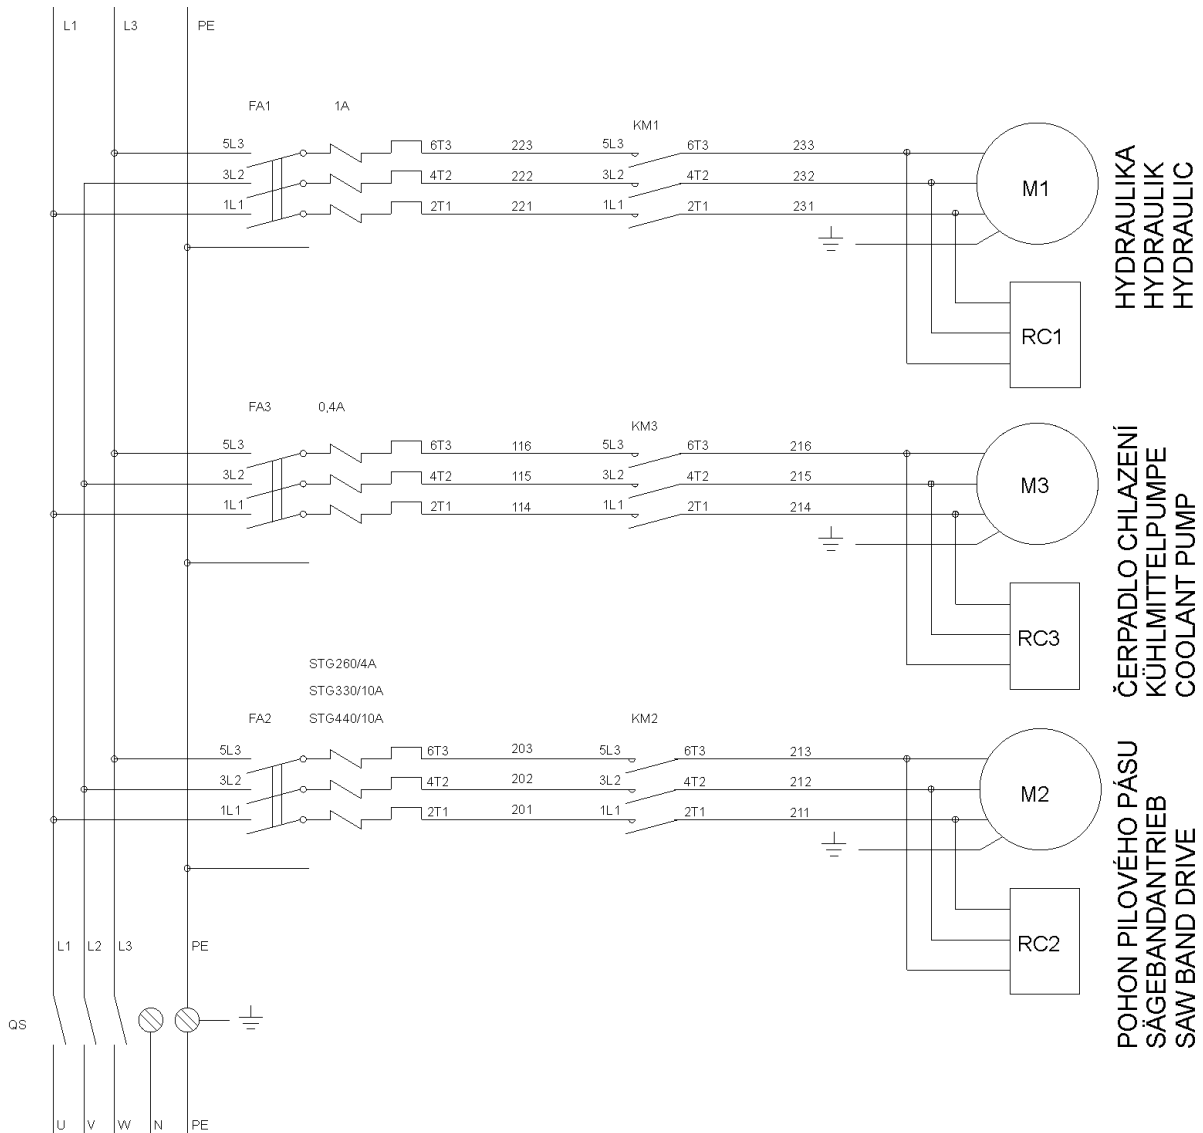 L1 L3 PE
FA1 1A
KM1
5L3 6T3 223 5L3 6T3 233
3L2 4T2 222 3L2 4T2 232
1L1 2T1 221 1L1 2T1 231
M1
RC1
HYDRAULIKA
HYDRAULIK
HYDRAULIC
FA3 0,4A
KM3
5L3 6T3 116 5L3 6T3 216
3L2 4T2 115 3L2 4T2 215
1L1 2T1 114 1L1 2T1 214
M3
RC3
ČERPADLO CHLAZENÍ
KÜHLMITTELPUMPE
COOLANT PUMP
STG260/4A
STG330/10A
FA2 STG440/10A KM2
5L3 6T3 203 5L3 6T3 213
3L2 4T2 202 3L2 4T2 212
1L1 2T1 201 1L1 2T1 211
M2
RC2
POHON PILOVÉHO PÁSU
SÄGEBANDANTRIEB
SAW BAND DRIVE
L1 L2 L3 PE
QS
U V W N PE